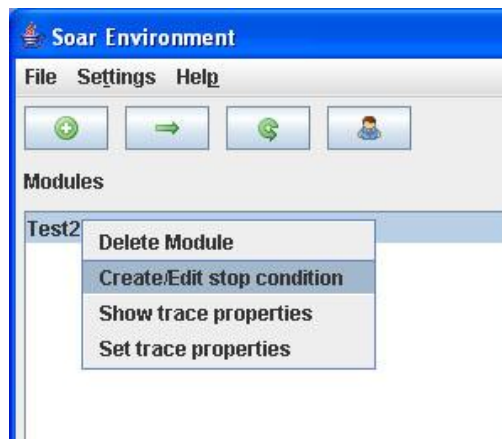 Soar Environment
File Settings Help
Modules
Test2
Delete Module
Create/Edit stop condition
Show trace properties
Set trace properties